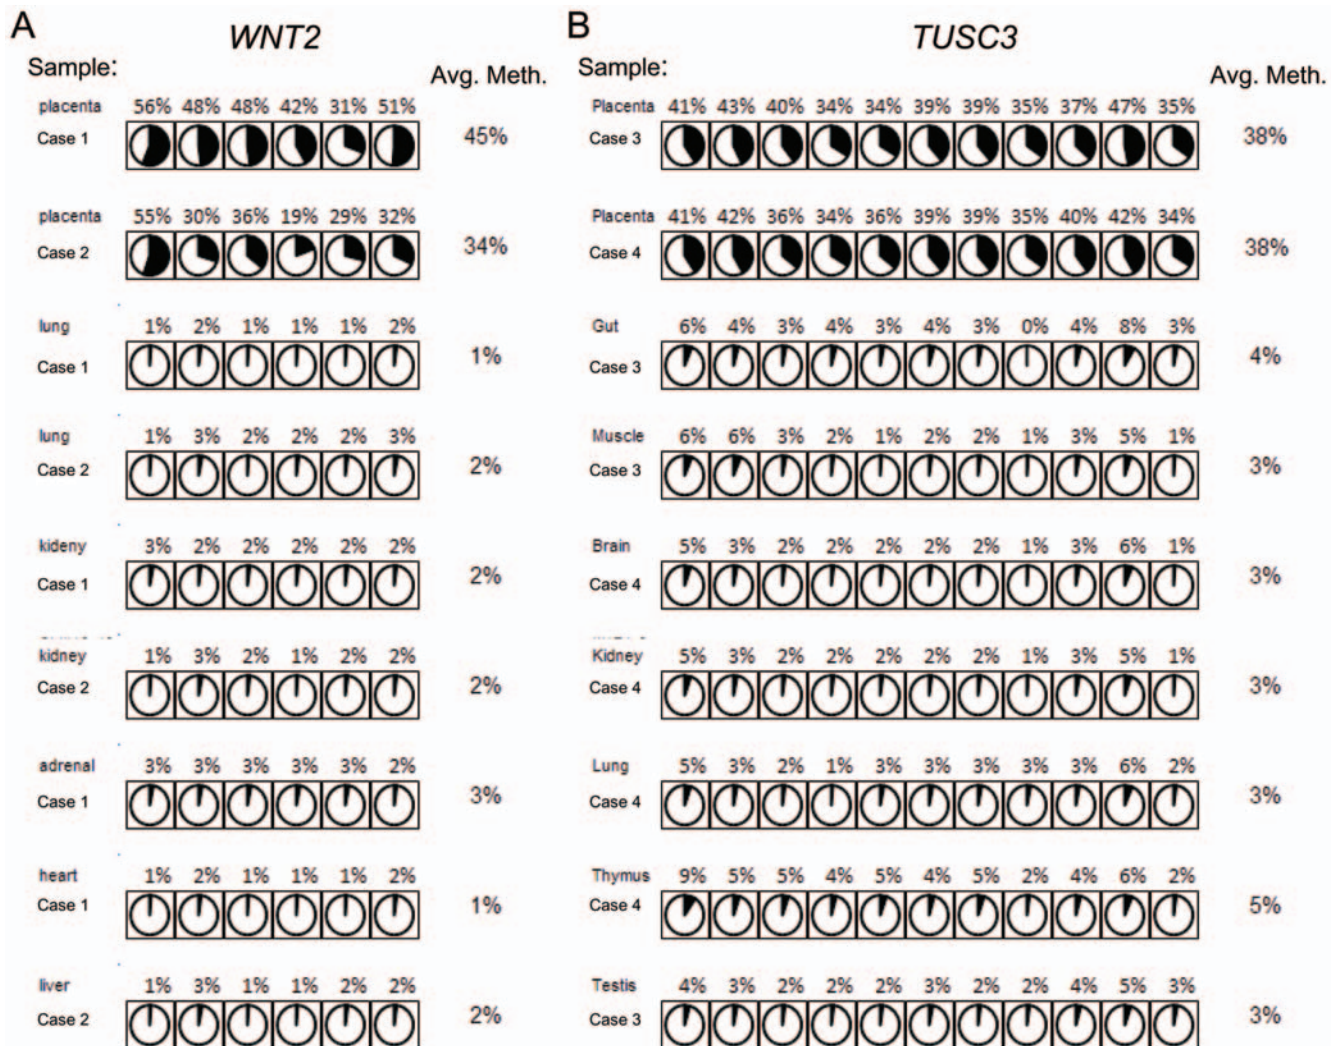 A
WNT2
Sample:
Avg. Meth.
placenta 56% 48% 48% 42% 31% 51%
Case 1
45%
placenta 55% 30% 36% 19% 29% 32%
Case 2
34%
lung 1% 2% 1% 1% 1% 2%
Case 1
1%
lung 1% 3% 2% 2% 2% 3%
Case 2
2%
kideny 3% 2% 2% 2% 2% 2%
Case 1
2%
kidney 1% 3% 2% 1% 2% 2%
Case 2
2%
adrenal 3% 3% 3% 3% 3% 2%
Case 1
3%
heart 1% 2% 1% 1% 1% 2%
Case 1
1%
liver 1% 3% 1% 1% 2% 2%
Case 2
2%
B
TUSC3
Sample:
Avg. Meth.
Placenta 41% 43% 40% 34% 34% 39% 39% 35% 37% 47% 35%
Case 3
38%
Placenta 41% 42% 36% 34% 36% 39% 39% 35% 40% 42% 34%
Case 4
38%
Gut 6% 4% 3% 4% 3% 4% 3% 0% 4% 8% 3%
Case 3
4%
Muscle 6% 6% 3% 2% 1% 2% 2% 1% 3% 5% 1%
Case 3
3%
Brain 5% 3% 2% 2% 2% 2% 2% 1% 3% 6% 1%
Case 4
3%
Kidney 5% 3% 2% 2% 2% 2% 2% 1% 3% 5% 1%
Case 4
3%
Lung 5% 3% 2% 1% 3% 3% 3% 3% 3% 6% 2%
Case 4
3%
Thymus 9% 5% 5% 4% 5% 4% 5% 2% 4% 6% 2%
Case 4
5%
Testis 4% 3% 2% 2% 2% 3% 2% 2% 4% 5% 3%
Case 3
3%